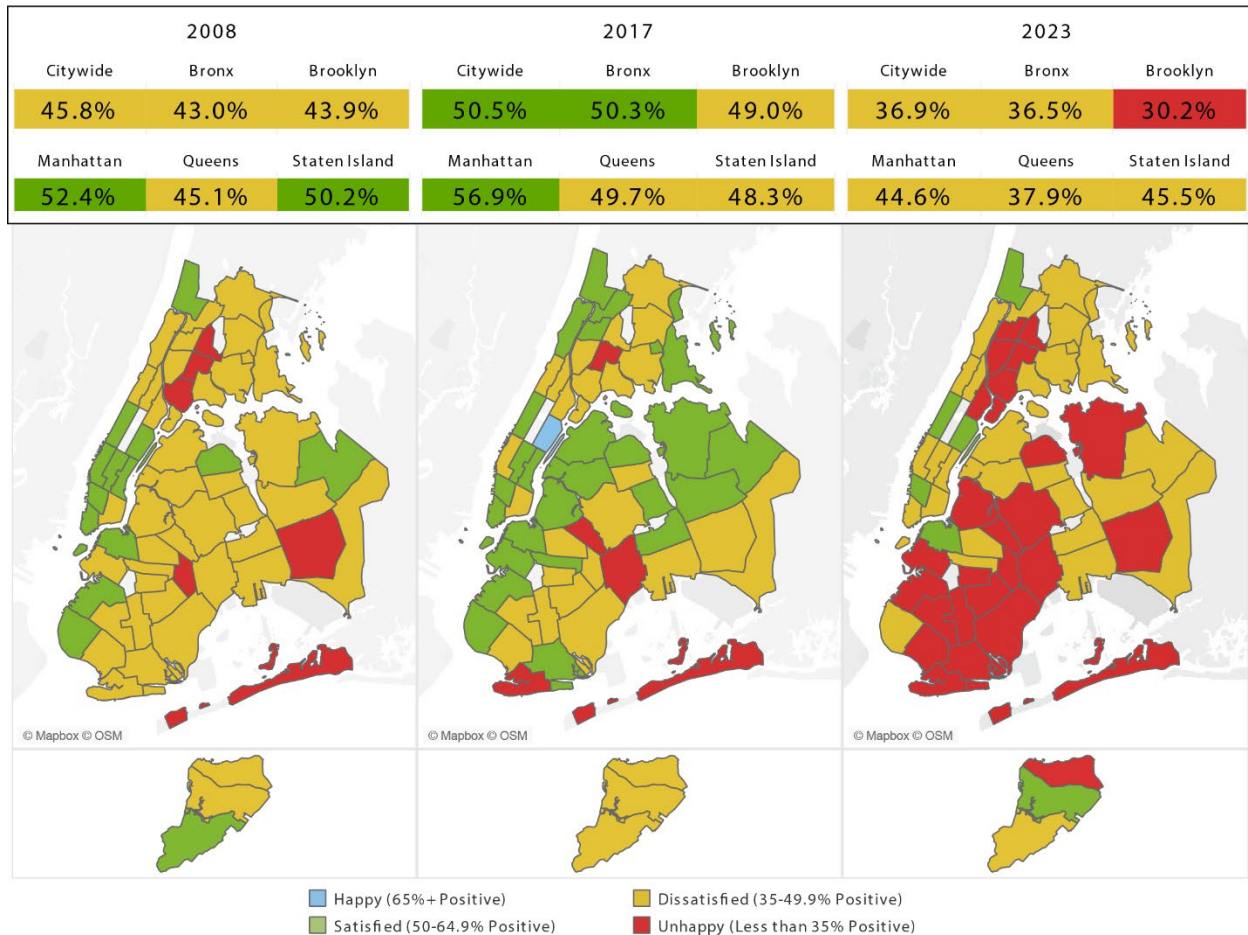 2008 2017 2023
Citywide Bronx Brooklyn Citywide Bronx Brooklyn Citywide Bronx Brooklyn
45.8% 43.0% 43.9% 50.5% 50.3% 49.0% 36.9% 36.5% 30.2%
Manhattan Queens Staten Island Manhattan Queens Staten Island Manhattan Queens Staten Island
52.4% 45.1% 50.2% 56.9% 49.7% 48.3% 44.6% 37.9% 45.5%
© Mapbox © OSM © Mapbox © OSM © Mapbox © OSM
Happy (65%+ Positive) Dissatisfied (35-49.9% Positive)
Satisfied (50-64.9% Positive) Unhappy (Less than 35% Positive)